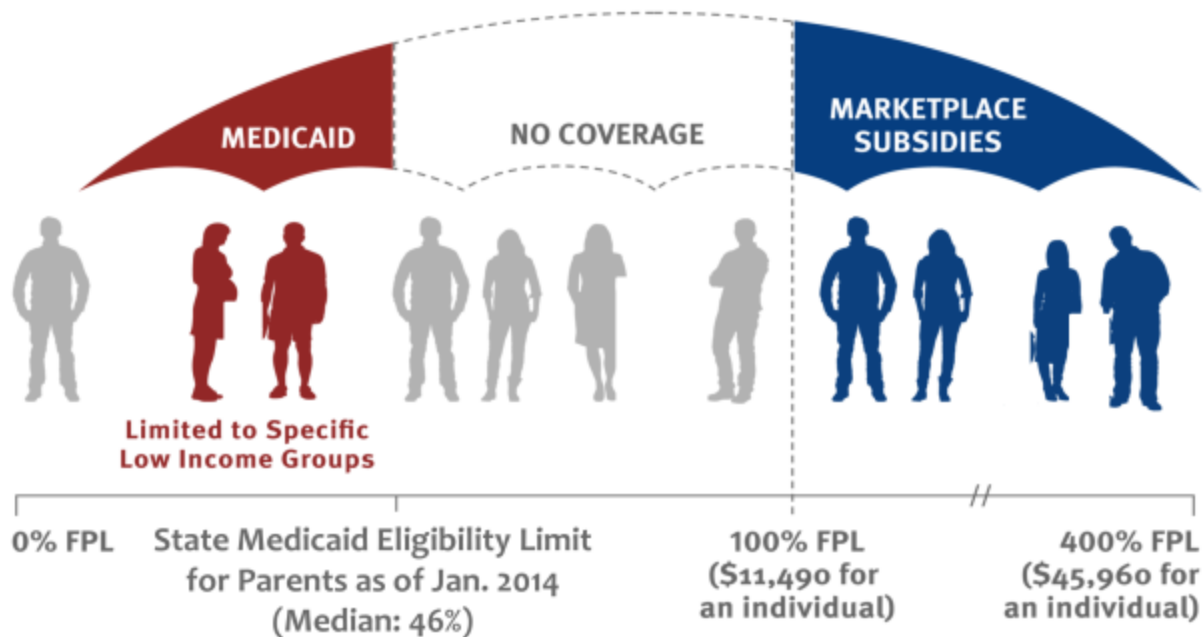 MEDICAID
NO COVERAGE
MARKETPLACE
SUBSIDIES
Limited to Specific
Low Income Groups
0% FPL
State Medicaid Eligibility Limit
for Parents as of Jan. 2014
(Median: 46%)
100% FPL
($11,490 for
an individual)
400% FPL
($45,960 for
an individual)